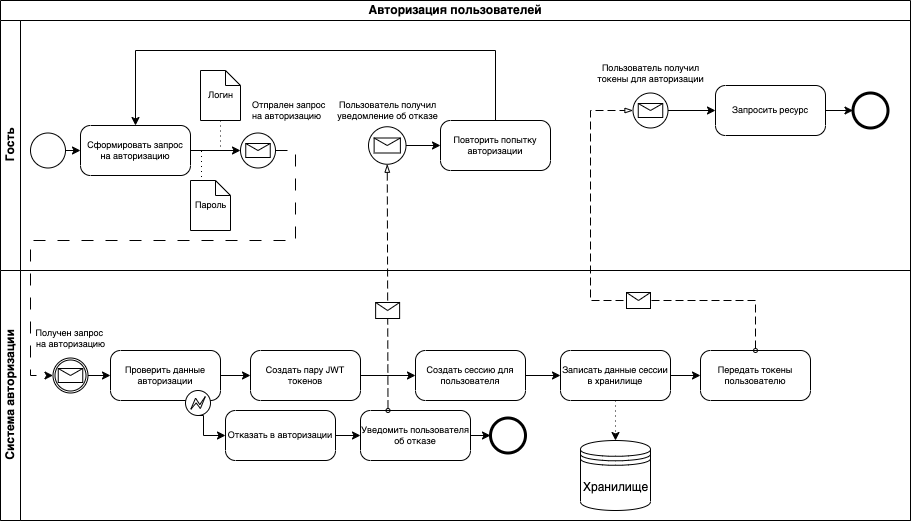 Авторизация пользователей
Гость
Логин
Отпрален запрос
на авторизацию
Пользователь получил
уведомление об отказе
Пользователь получил
токены для авторизации
Запросить ресурс
Сформировать запрос
на авторизацию
Повторить попытку
авторизации
Пароль
Система авторизации
Получен запрос
на авторизацию
Проверить данные
авторизации
Создать пару JWT
токенов
Создать сессию для
пользователя
Записать данные сессии
в хранилище
Передать токены
пользователю
Отказать в авторизации
Уведомить пользователя
об отказе
Хранилище